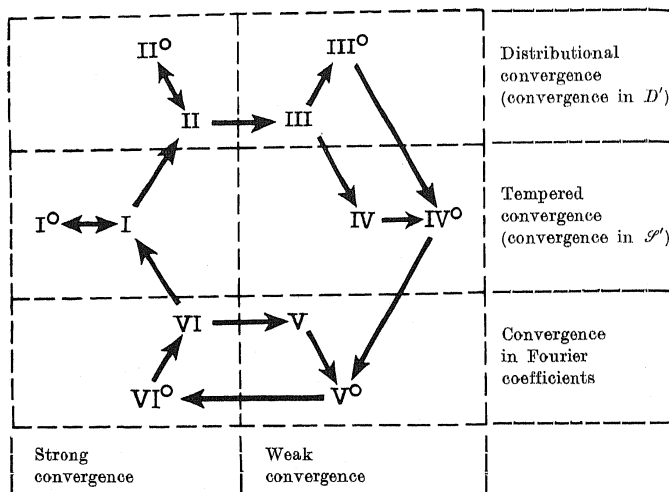 II° III°
Distributional
convergence
(convergence in D′)
II III
Tempered
convergence
(convergence in 𝒮′)
I° I IV IV°
VI V
Convergence
in Fourier
coefficients
VI° V°
Strong
convergence
Weak
convergence